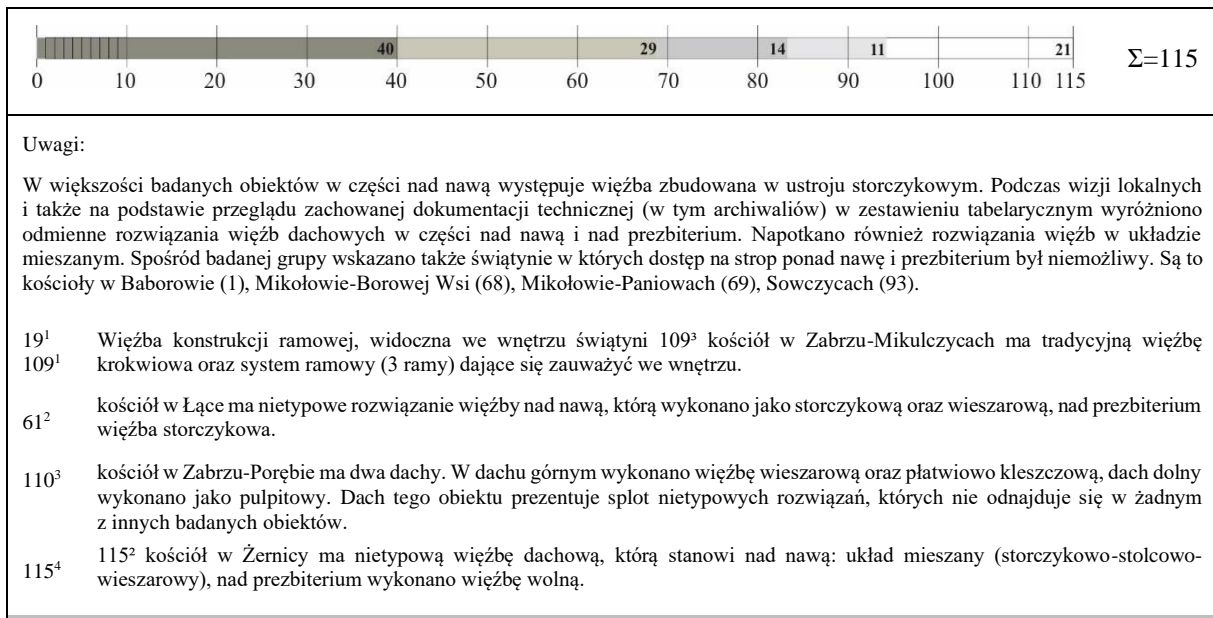 40 29 14 11 21
Σ=115
0 10 20 30 40 50 60 70 80 90 100 110 115
Uwagi:
W większości badanych obiektów w części nad nawą występuje więźba zbudowana w ustroju storczykowym. Podczas wizji lokalnych
i także na podstawie przeglądu zachowanej dokumentacji technicznej (w tym archiwaliów) w zestawieniu tabelarycznym wyróżniono
odmienne rozwiązania więźb dachowych w części nad nawą i nad prezbiterium. Napotkano również rozwiązania więźb w układzie
mieszanym. Spośród badanej grupy wskazano także świątynie w których dostęp na strop ponad nawę i prezbiterium był niemożliwy. Są to
kościoły w Baborowie (1), Mikołowie-Borowej Wsi (68), Mikołowie-Paniowach (69), Sowczycach (93).
19¹ Więźba konstrukcji ramowej, widoczna we wnętrzu świątyni 109³ kościół w Zabrzu-Mikulczycach ma tradycyjną więźbę
109¹ krokwiowa oraz system ramowy (3 ramy) dające się zauważyć we wnętrzu.
61² kościół w Łące ma nietypowe rozwiązanie więźby nad nawą, którą wykonano jako storczykową oraz wieszarową, nad prezbiterium
więźba storczykowa.
110³ kościół w Zabrzu-Porębie ma dwa dachy. W dachu górnym wykonano więźbę wieszarową oraz płatwiowo kleszczową, dach dolny
wykonano jako pulpitowy. Dach tego obiektu prezentuje splot nietypowych rozwiązań, których nie odnajduje się w żadnym
z innych badanych obiektów.
115⁴ 115² kościół w Żernicy ma nietypową więźbę dachową, którą stanowi nad nawą: układ mieszany (storczykowo-stolcowo-
wieszarowy), nad prezbiterium wykonano więźbę wolną.